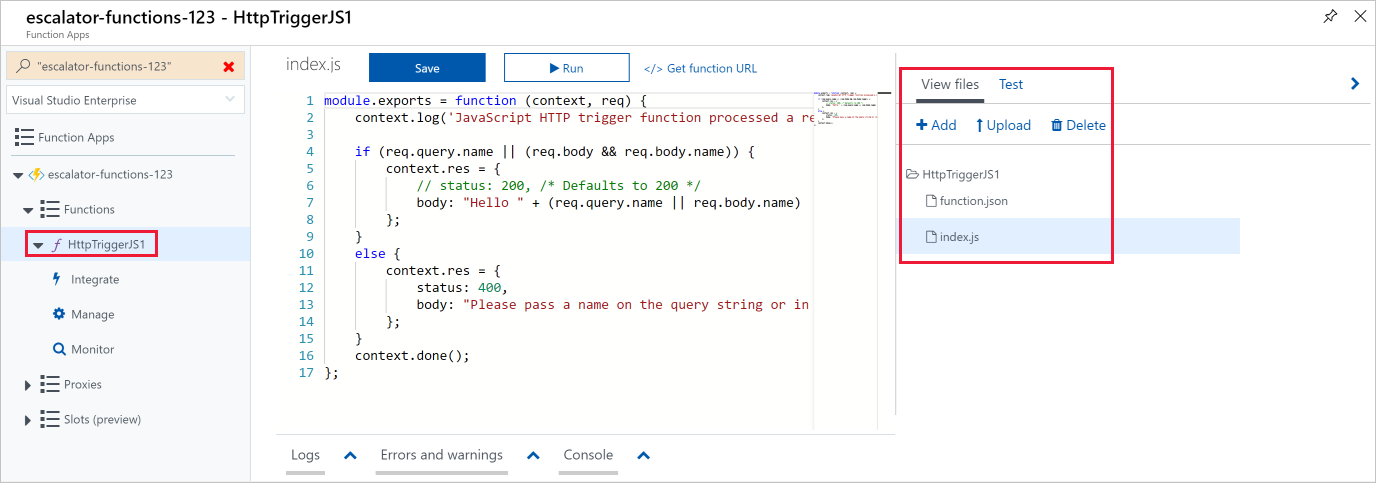 escalator-functions-123 - HttpTriggerJS1
Function Apps
"escalator-functions-123"
Visual Studio Enterprise
Function Apps
escalator-functions-123
Functions
HttpTriggerJS1
Integrate
Manage
Monitor
Proxies
Slots (preview)
index.js
Save
Run
</> Get function URL
1 module.exports = function (context, req) {
2 context.log('JavaScript HTTP trigger function processed a re
3
4 if (req.query.name || (req.body && req.body.name)) {
5 context.res = {
6 // status: 200, /* Defaults to 200 */
7 body: "Hello " + (req.query.name || req.body.name)
8 };
9 }
10 else {
11 context.res = {
12 status: 400,
13 body: "Please pass a name on the query string or in
14 };
15 }
16 context.done();
17 };
Logs
Errors and warnings
Console
View files
Test
Add
Upload
Delete
HttpTriggerJS1
function.json
index.js